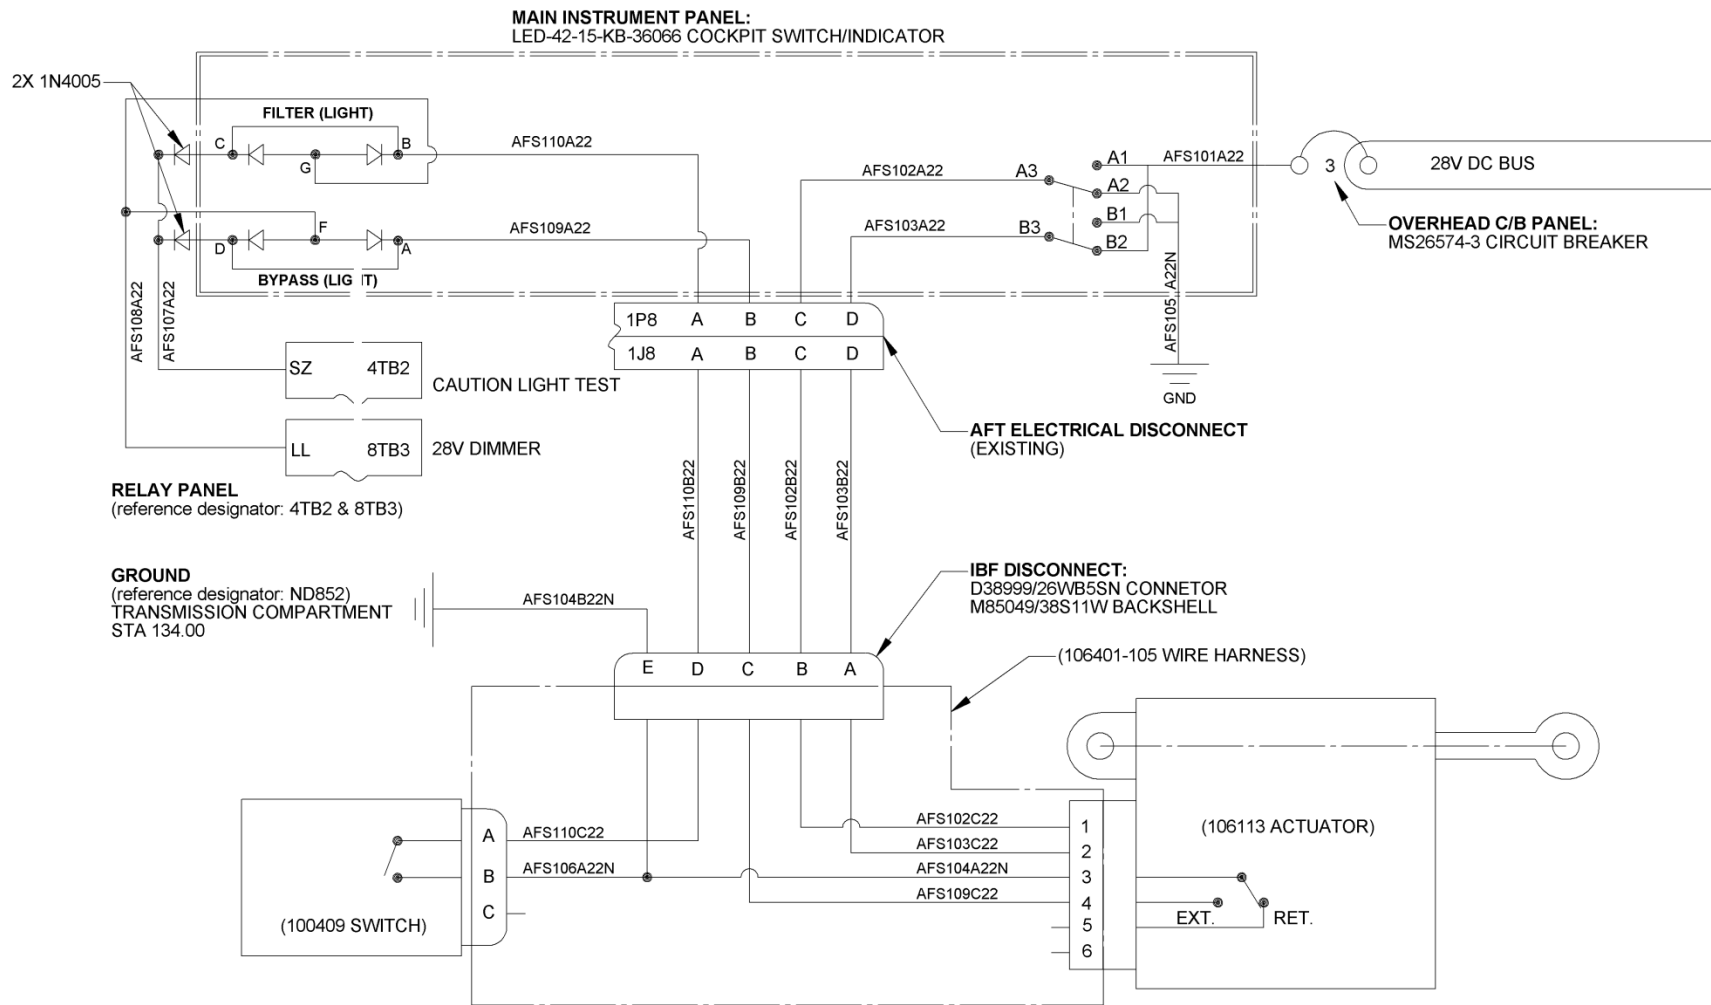 MAIN INSTRUMENT PANEL:
LED-42-15-KB-36066 COCKPIT SWITCH/INDICATOR
2X 1N4005
FILTER (LIGHT)
C
B
G
AFS110A22
F
D
A
AFS109A22
BYPASS (LIGHT)
AFS102A22
A3
A1
A2
AFS103A22
B3
B1
B2
AFS101A22
3
28V DC BUS
OVERHEAD C/B PANEL:
MS26574-3 CIRCUIT BREAKER
AFS108A22
AFS107A22
AFS105 A22N
GND
1P8 A B C D
1J8 A B C D
SZ 4TB2
CAUTION LIGHT TEST
LL 8TB3
28V DIMMER
RELAY PANEL
(reference designator: 4TB2 & 8TB3)
AFT ELECTRICAL DISCONNECT
(EXISTING)
AFS110B22
AFS109B22
AFS102B22
AFS103B22
GROUND
(reference designator: ND852)
TRANSMISSION COMPARTMENT
STA 134.00
AFS104B22N
IBF DISCONNECT:
D38999/26WB5SN CONNETOR
M85049/38S11W BACKSHELL
E D C B A
(106401-105 WIRE HARNESS)
A
B
C
AFS110C22
AFS106A22N
(100409 SWITCH)
AFS102C22
AFS103C22
AFS104A22N
AFS109C22
1
2
3
4
5
6
(106113 ACTUATOR)
EXT.
RET.